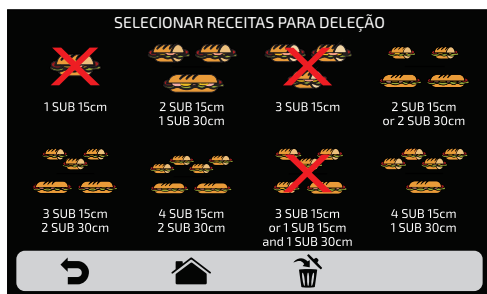 SELECIONAR RECEITAS PARA DELEÇÃO
1 SUB 15cm
2 SUB 15cm
1 SUB 30cm
3 SUB 15cm
2 SUB 15cm
or 2 SUB 30cm
3 SUB 15cm
2 SUB 30cm
4 SUB 15cm
2 SUB 30cm
3 SUB 15cm
or 1 SUB 15cm
and 1 SUB 30cm
4 SUB 15cm
1 SUB 30cm